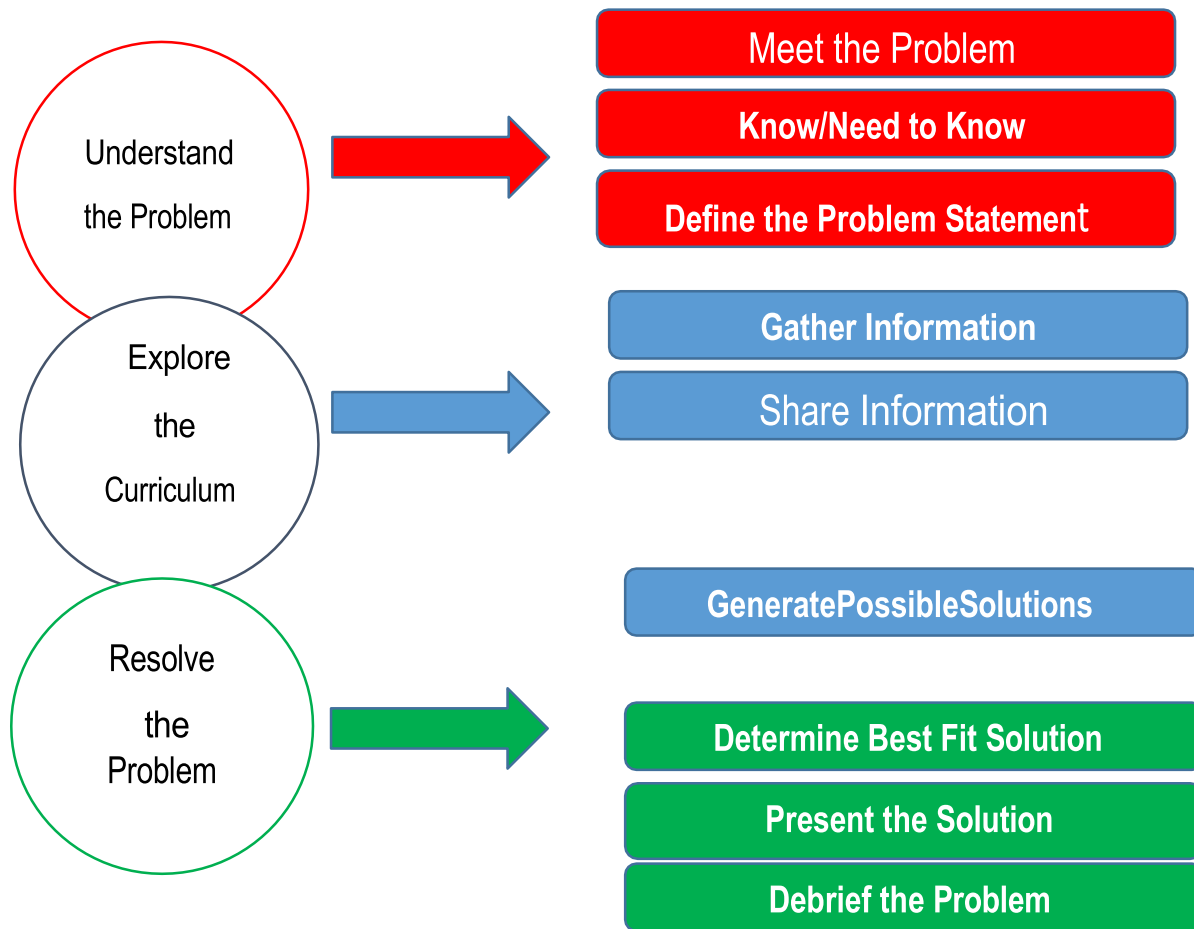 Understand
the Problem
Meet the Problem
Know/Need to Know
Define the Problem Statement
Explore
the
Curriculum
Gather Information
Share Information
GeneratePossibleSolutions
Resolve
the
Problem
Determine Best Fit Solution
Present the Solution
Debrief the Problem